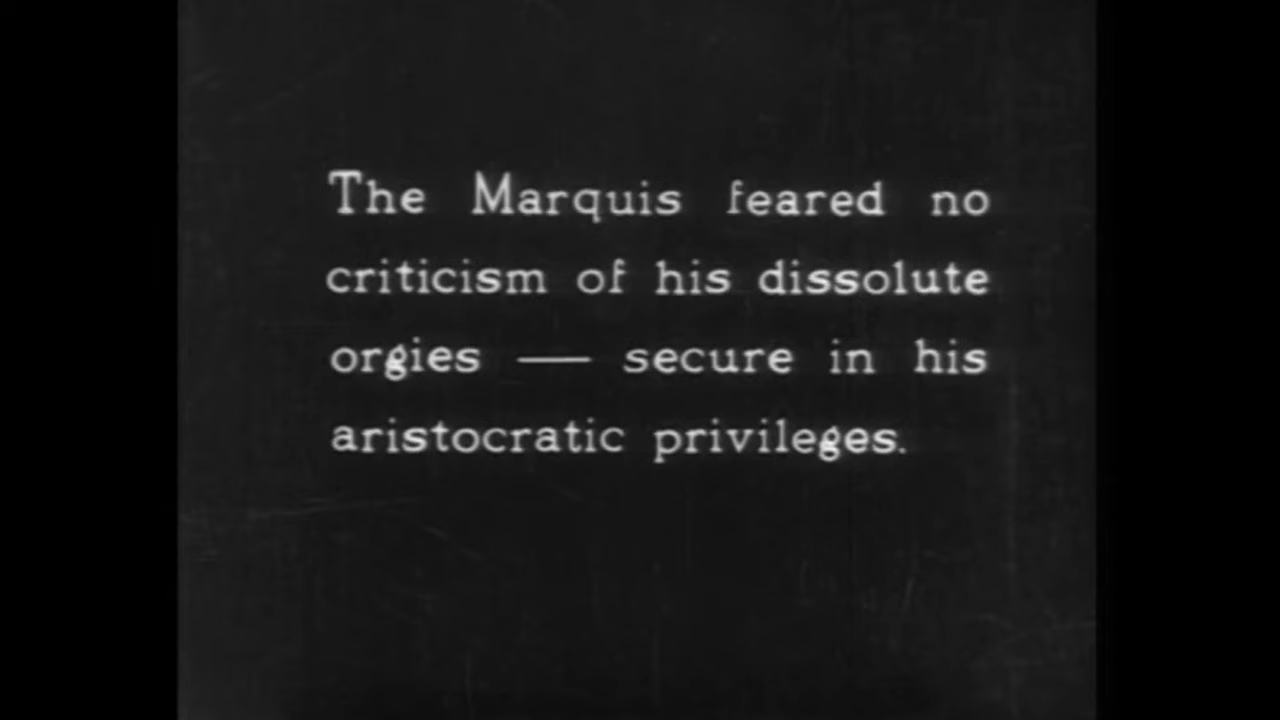 The Marquis feared no
criticism of his dissolute
orgies — secure in his
aristocratic privileges.